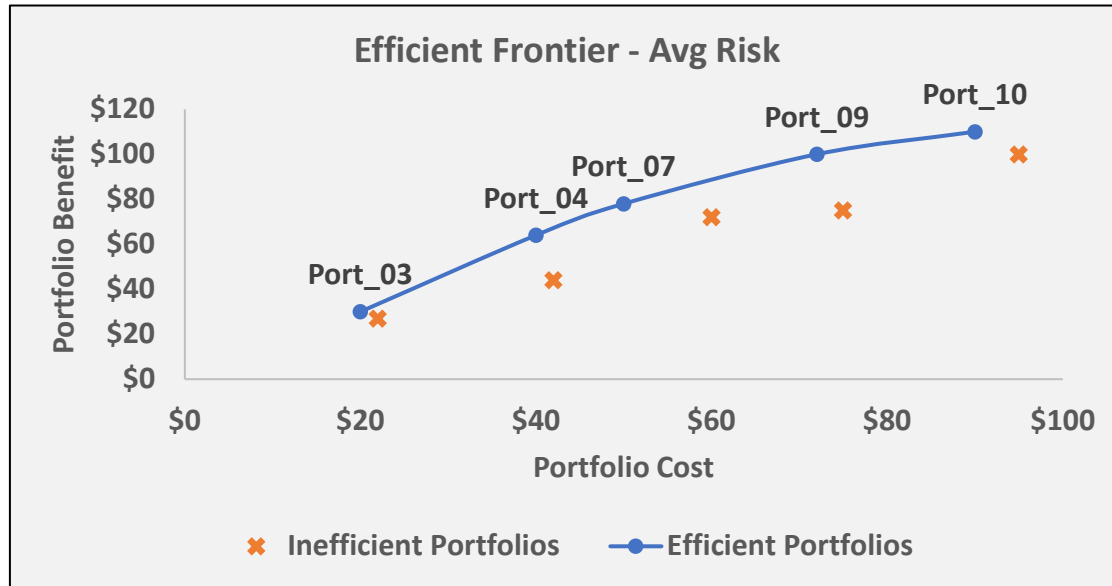 Efficient Frontier - Avg Risk
Port_10
$120
Port_09
$100
Port_07
$80
Port_04
$60
Port_03
$40
$20
$0
Portfolio Benefit
$0 $20 $40 $60 $80 $100
Portfolio Cost
Inefficient Portfolios Efficient Portfolios